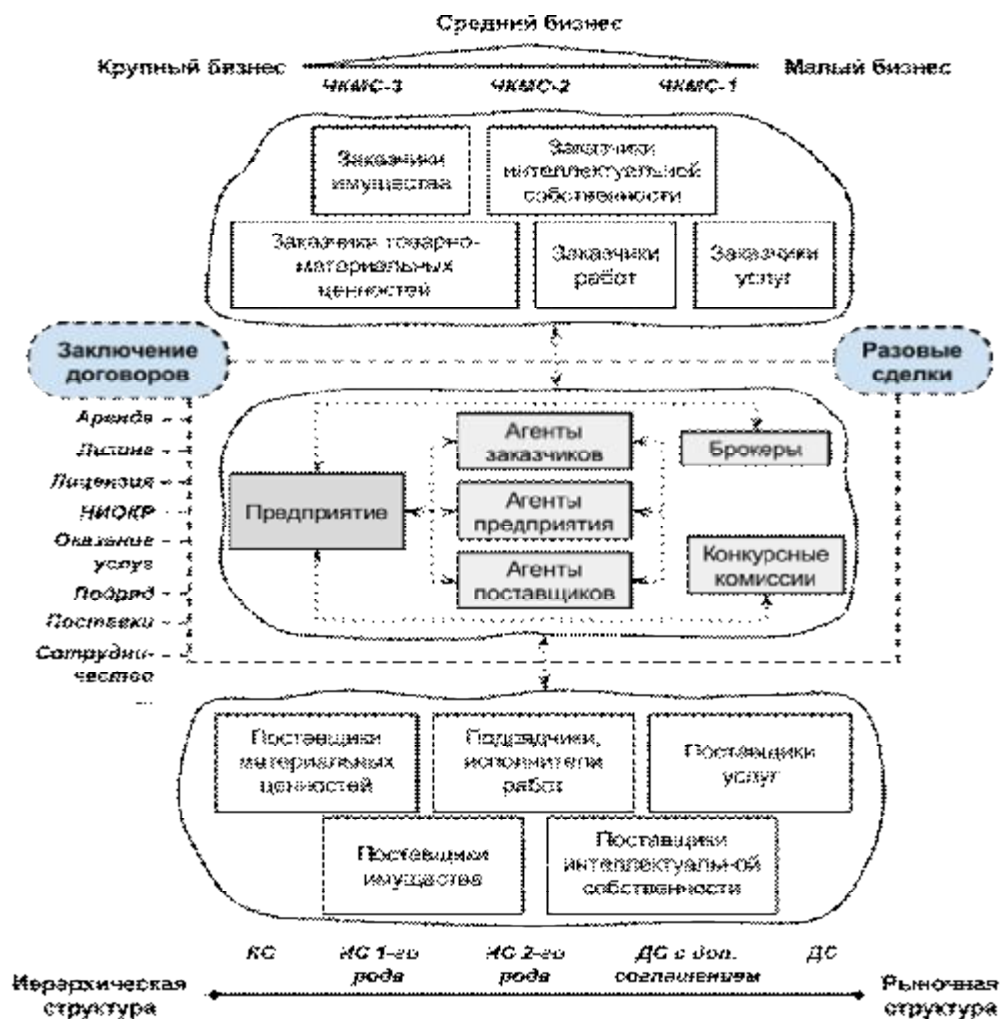 Средний бизнес
Крупный бизнес
Малый бизнес
ЧКМС-3 ЧКМС-2 ЧКМС-1
Заказчики
имущества
Заказчики
интеллектуальной
собственности
Заказчики товарно-
материальных
ценностей
Заказчики
работ
Заказчики
услуг
Заключение
договоров
Разовые
сделки
Аренда
Лизинг
Лицензия
НИОКР
Оказание
услуг
Подряд
Поставки
Сотрудни-
чество
...
Предприятие
Агенты
заказчиков
Агенты
предприятия
Агенты
поставщиков
Брокеры
Конкурсные
комиссии
Поставщики
материальных
ценностей
Подрядчики,
исполнители
работ
Поставщики
услуг
Поставщики
имущества
Поставщики
интеллектуальной
собственности
КС
ИС 1-го
рода
ИС 2-го
рода
ДС с доп.
соглашением
ДС
Иерархическая
структура
Рыночная
структура